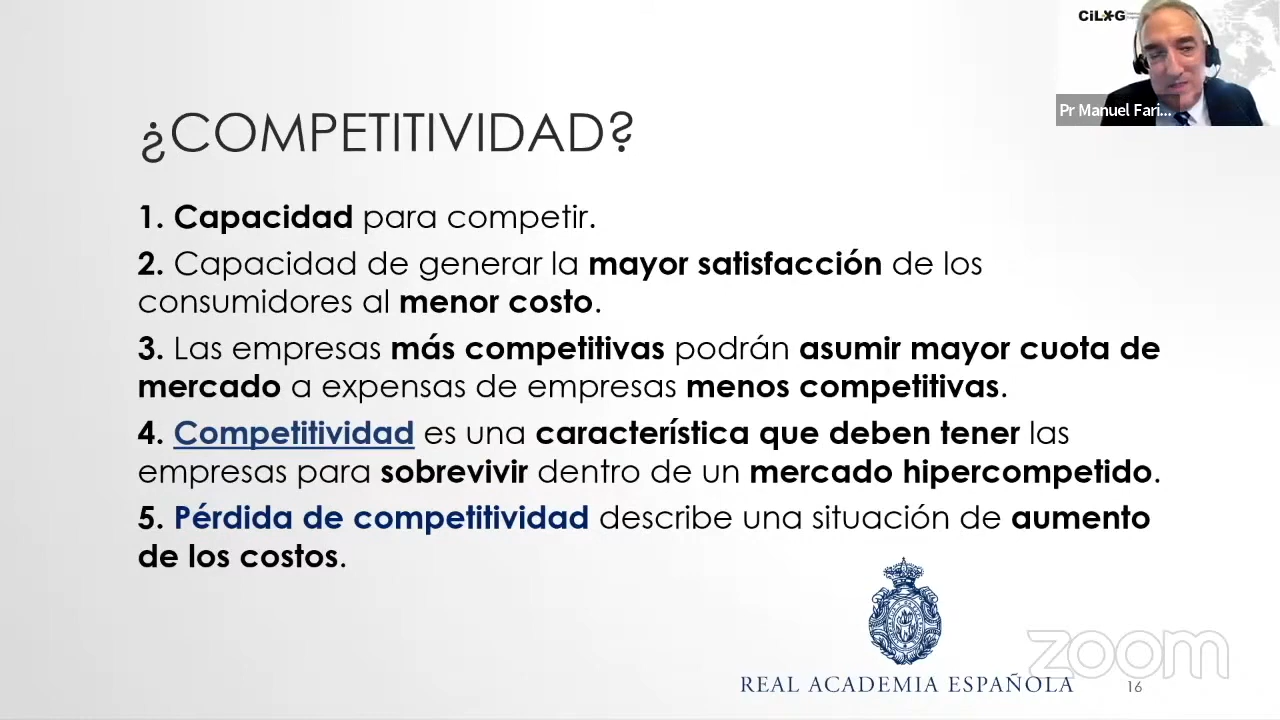 CiLOG
Pr Manuel Fari...
¿COMPETITIVIDAD?
1. Capacidad para competir.
2. Capacidad de generar la mayor satisfacción de los
consumidores al menor costo.
3. Las empresas más competitivas podrán asumir mayor cuota de
mercado a expensas de empresas menos competitivas.
4. Competitividad es una característica que deben tener las
empresas para sobrevivir dentro de un mercado hipercompetido.
5. Pérdida de competitividad describe una situación de aumento
de los costos.
REAL ACADEMIA ESPAÑOLA
zoom
16